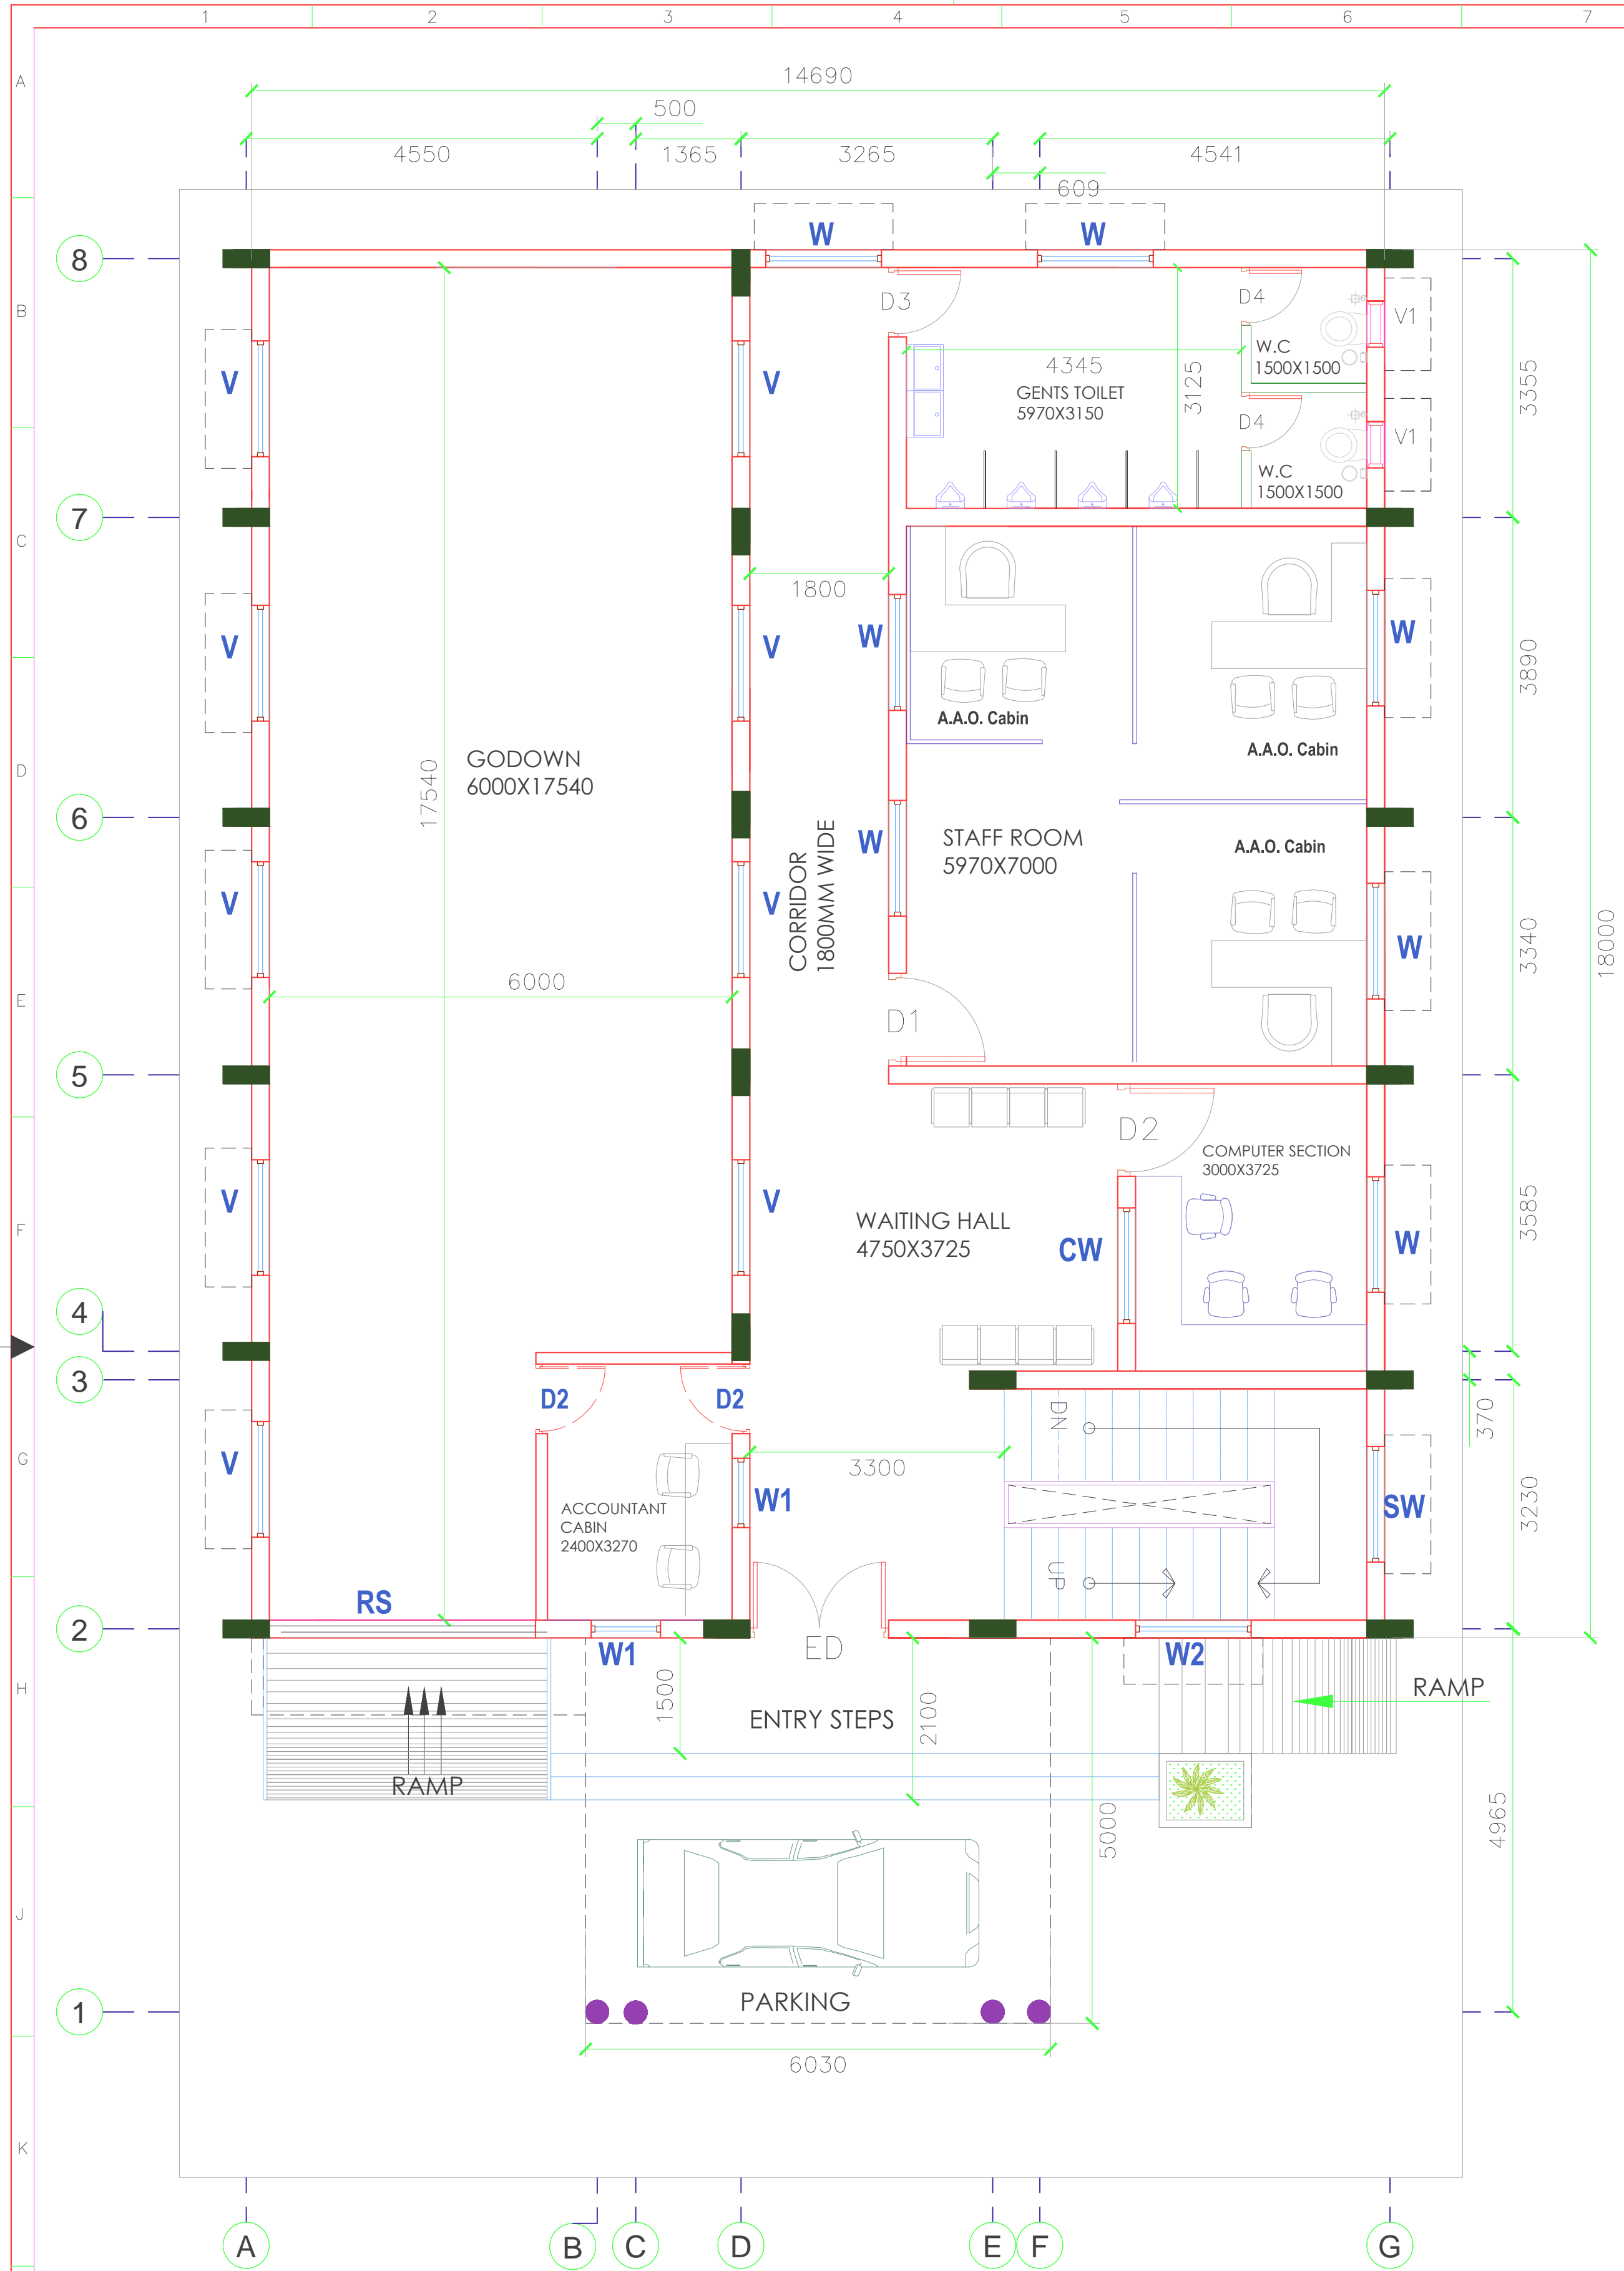 1 2 3 4 5 6 7
A
14690
500
4550 1365 3265 4541
609
W W
8
B
D3 D4 V1
W.C
1500X1500
V V
4345
GENTS TOILET
5970X3150
3125
3355
D4 V1
W.C
1500X1500
7
C
1800
V V W W
3890
A.A.O. Cabin
A.A.O. Cabin
D
GODOWN
6000X17540
17540
6
CORRIDOR
1800MM WIDE
W
STAFF ROOM
5970X7000
A.A.O. Cabin
V V
W
3340
18000
6000
E
D1
5
D2
COMPUTER SECTION
3000X3725
V V
F
WAITING HALL
4750X3725
CW
W
3585
4
3
D2 D2
DN
370
G
V
3300
W1
SW
3230
ACCOUNTANT
CABIN
2400X3270
UP
RS
2
W1
ED
W2
H
1500
2100
ENTRY STEPS
RAMP
RAMP
5000
4965
J
1
PARKING
6030
K
A B C D E F G